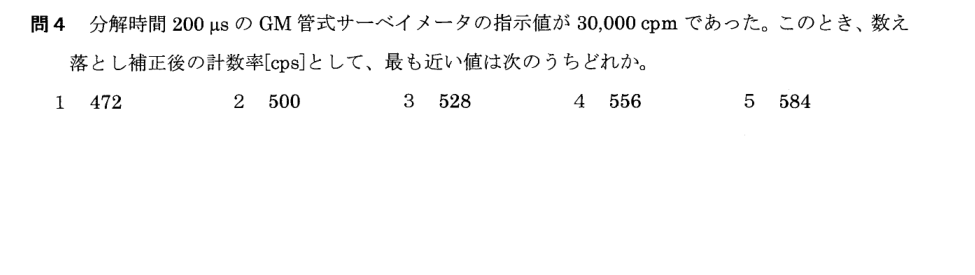 問4 分解時間 200 μs の GM 管式サーベイメータの指示値が 30,000 cpm であった。このとき、数え
落とし補正後の計数率[cps]として、最も近い値は次のうちどれか。
1 472 2 500 3 528 4 556 5 584